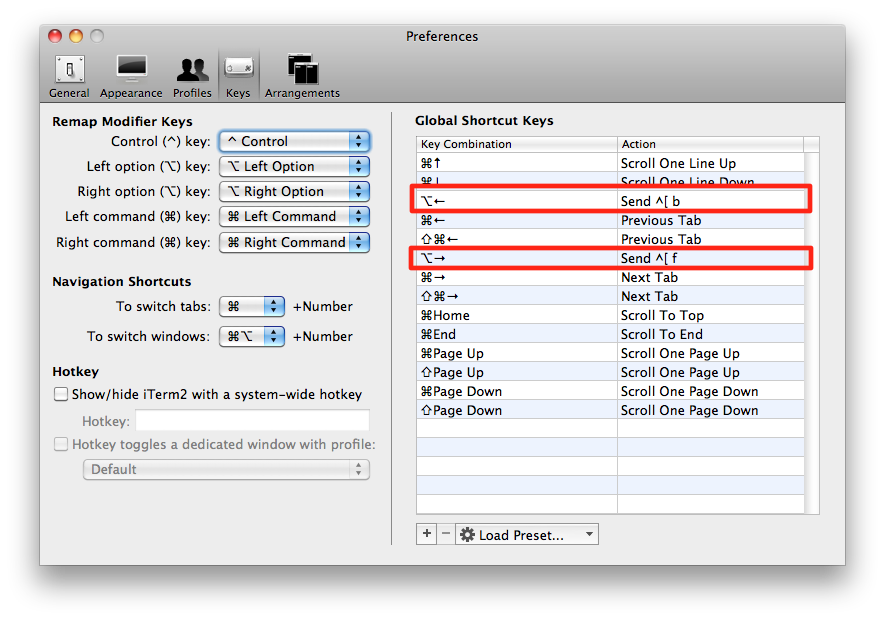 Preferences
General Appearance Profiles Keys Arrangements
Remap Modifier Keys
Control (^) key: ^ Control
Left option (⌥) key: ⌥ Left Option
Right option (⌥) key: ⌥ Right Option
Left command (⌘) key: ⌘ Left Command
Right command (⌘) key: ⌘ Right Command
Navigation Shortcuts
To switch tabs: ⌘ +Number
To switch windows: ⌘⌥ +Number
Hotkey
Show/hide iTerm2 with a system-wide hotkey
Hotkey:
Hotkey toggles a dedicated window with profile:
Default
Global Shortcut Keys
Key Combination Action
⌘↑ Scroll One Line Up
⌘↓ Scroll One Line Down
⌥← Send ^[ b
⌘← Previous Tab
⇧⌘← Previous Tab
⌥→ Send ^[ f
⌘→ Next Tab
⇧⌘→ Next Tab
⌘Home Scroll To Top
⌘End Scroll To End
⌘Page Up Scroll One Page Up
⇧Page Up Scroll One Page Up
⌘Page Down Scroll One Page Down
⇧Page Down Scroll One Page Down
+ − Load Preset...